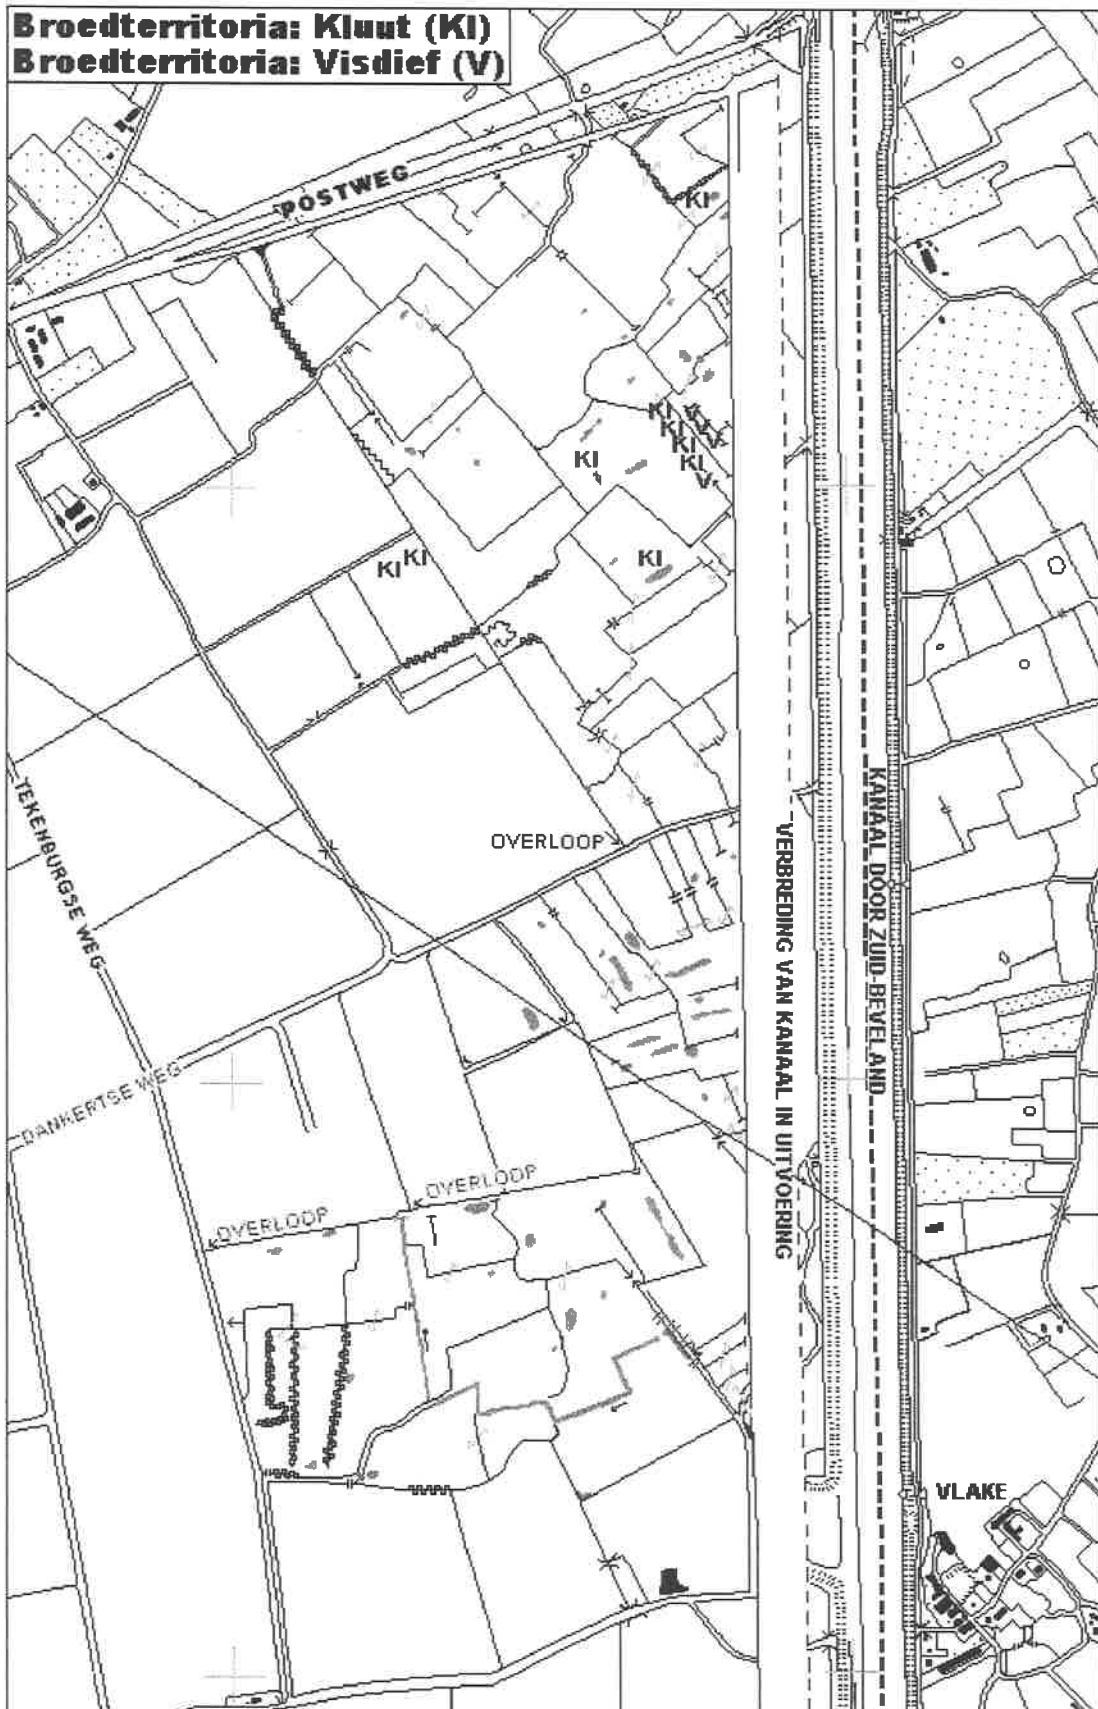 Broedterritoria: Kluut (Kl)
Broedterritoria: Visdief (V)
POSTWEG
Kl
Kl V
Kl V
Kl V
Kl
Kl
V
Kl Kl
Kl
OVERLOOP
TEKENBURGSE WEG
KANAAL DOOR ZUID-BEVELAND
VERBREDING VAN KANAAL IN UITVOERING
DANKERTSE WEG
OVERLOOP
OVERLOOP
VLAKE